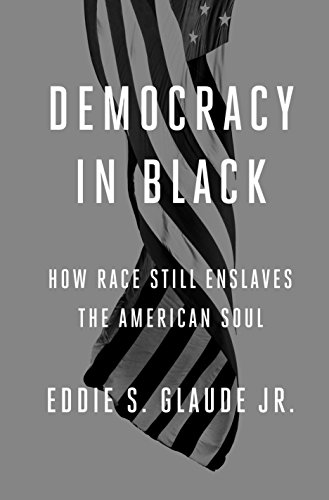 DEMOCRACY
IN BLACK
HOW RACE STILL ENSLAVES
THE AMERICAN SOUL
EDDIE S. GLAUDE JR.